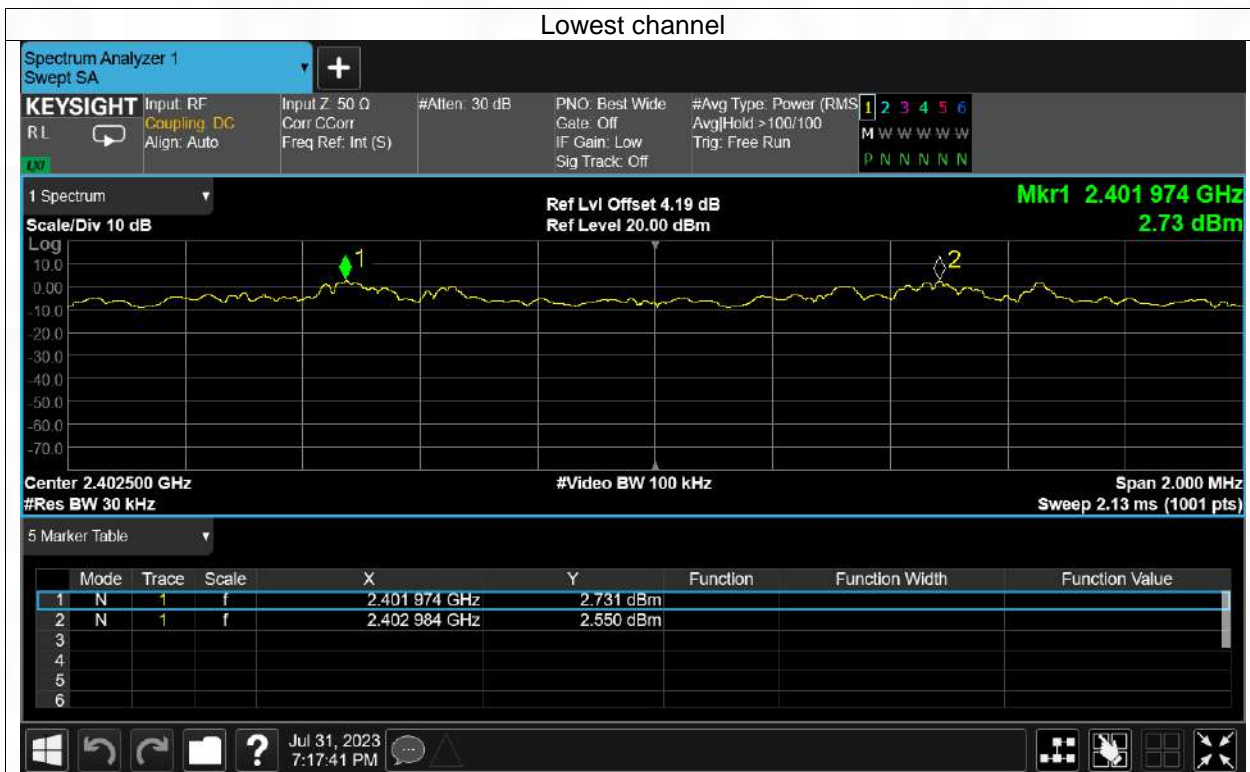 Lowest channel
Spectrum Analyzer 1
Swept SA
+
KEYSIGHT Input: RF Input Z: 50 Ω #Atten: 30 dB PNO: Best Wide #Avg Type: Power (RMS 1 2 3 4 5 6
RL Coupling: DC Corr CCorr Gate: Off Avg|Hold >100/100 M W W W W W
Align: Auto Freq Ref: Int (S) IF Gain: Low Trig: Free Run
LXI Sig Track: Off P N N N N N
1 Spectrum Ref Lvl Offset 4.19 dB Mkr1 2.401 974 GHz
Scale/Div 10 dB Ref Level 20.00 dBm 2.73 dBm
Log
10.0 1 2
0.00
-10.0
-20.0
-30.0
-40.0
-50.0
-60.0
-70.0
Center 2.402500 GHz #Video BW 100 kHz Span 2.000 MHz
#Res BW 30 kHz Sweep 2.13 ms (1001 pts)
5 Marker Table
Mode Trace Scale X Y Function Function Width Function Value
1 N 1 f 2.401 974 GHz 2.731 dBm
2 N 1 f 2.402 984 GHz 2.550 dBm
3
4
5
6
? Jul 31, 2023
7:17:41 PM